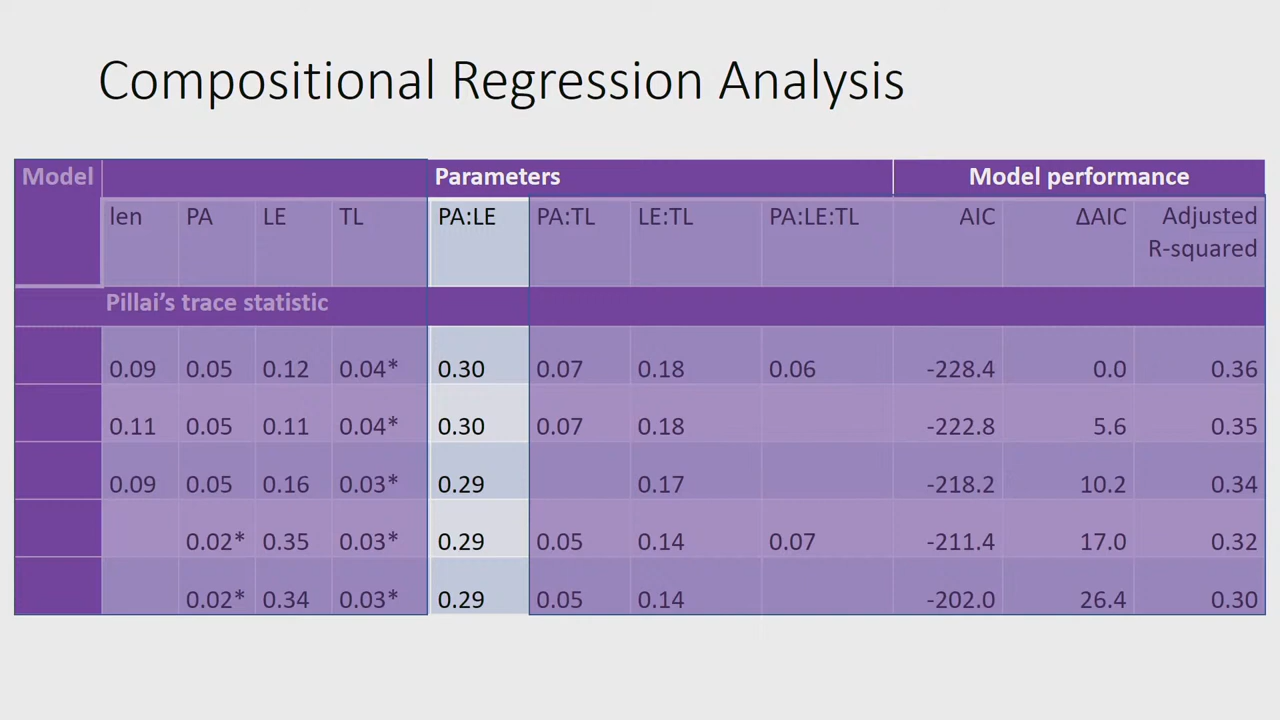 Compositional Regression Analysis
Model Parameters Model performance
len PA LE TL PA:LE PA:TL LE:TL PA:LE:TL AIC ΔAIC Adjusted
R-squared
Pillai’s trace statistic
0.09 0.05 0.12 0.04* 0.30 0.07 0.18 0.06 -228.4 0.0 0.36
0.11 0.05 0.11 0.04* 0.30 0.07 0.18 -222.8 5.6 0.35
0.09 0.05 0.16 0.03* 0.29 0.17 -218.2 10.2 0.34
0.02* 0.35 0.03* 0.29 0.05 0.14 0.07 -211.4 17.0 0.32
0.02* 0.34 0.03* 0.29 0.05 0.14 -202.0 26.4 0.30